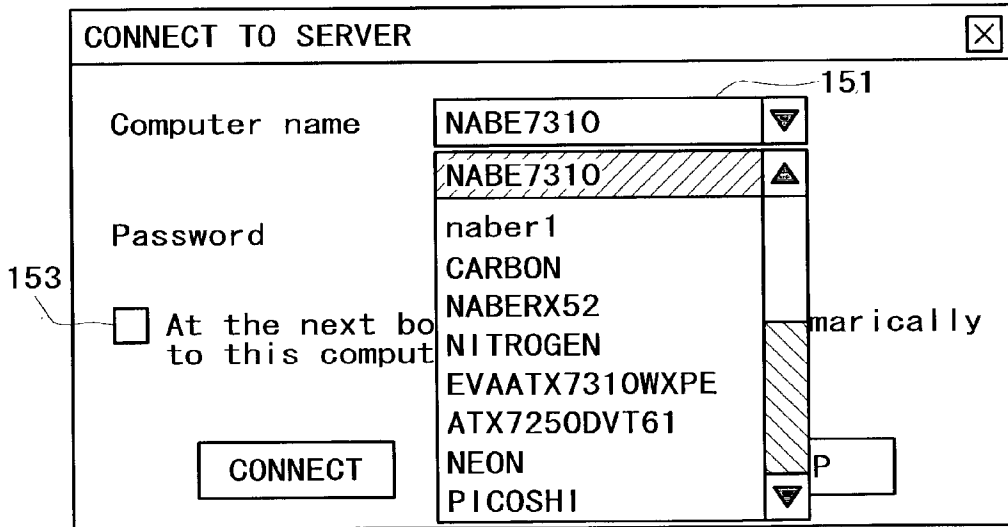 CONNECT TO SERVER
151
Computer name NABE7310
NABE7310
naber1
Password
CARBON
153
NABERX52
At the next bo marically
NITROGEN
to this comput
EVAATX7310WXPE
ATX7250DVT61
CONNECT NEON P
PICOSHI